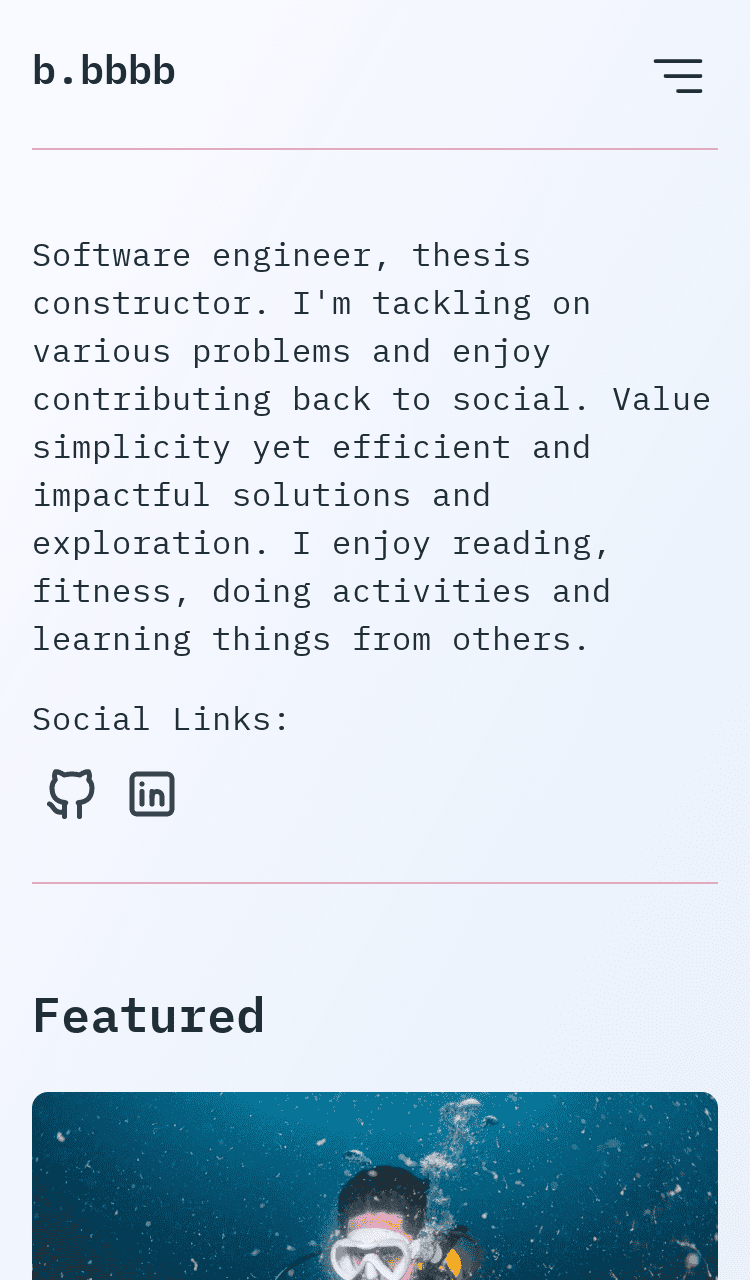 b.bbbb
Software engineer, thesis
constructor. I'm tackling on
various problems and enjoy
contributing back to social. Value
simplicity yet efficient and
impactful solutions and
exploration. I enjoy reading,
fitness, doing activities and
learning things from others.
Social Links:
in
Featured